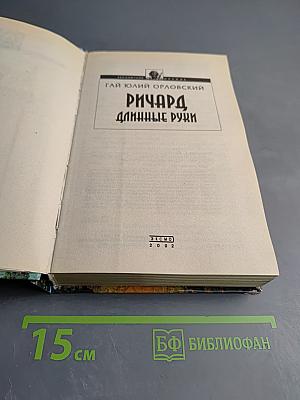 ГАЙ ЮЛИЙ ОРЛОВСКИЙ
РИЧАРД
ДЛИННЫЕ РУКИ
ЭКСМО
2002
15 см
БФ БИБЛИОФАН